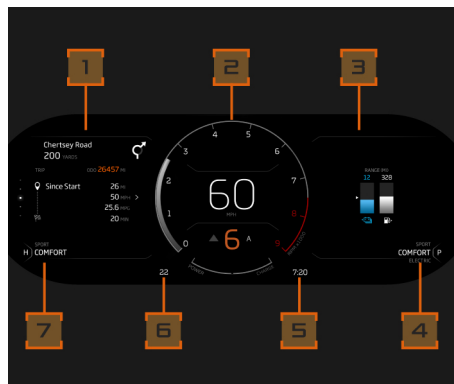 1
2
3
Chertsey Road
200 YARDS
TRIP
ODO 26457 MI
Since Start
26 MI
50 MPH >
25.6 MPG
20 MIN
SPORT
H COMFORT
0
1
2
3
4
5
6
7
8
9
RPM x 1000
60
MPH
6 A
POWER
CHARGE
RANGE (MI)
12 328
SPORT
COMFORT P
ELECTRIC
22
7:20
7
6
5
4